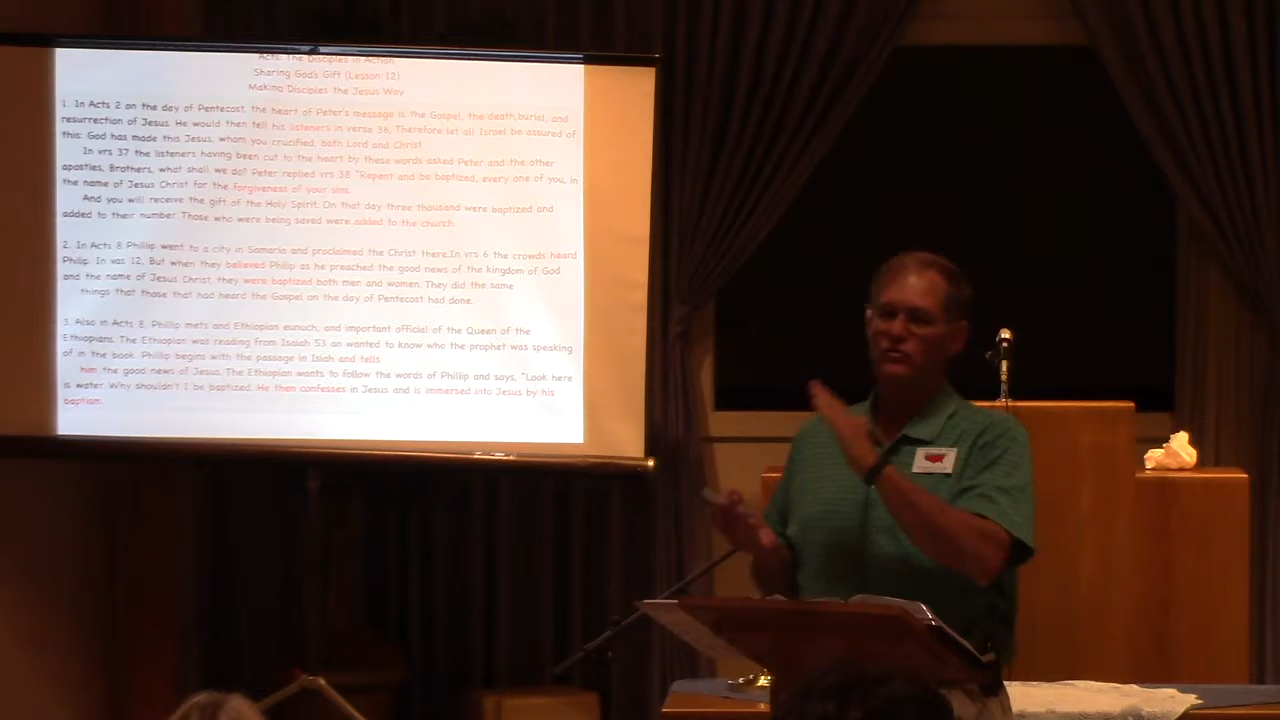 Acts: The Disciples in Action
Sharing God's Gift (Lesson 12)
Making Disciples the Jesus Way
1. In Acts 2 on the day of Pentecost, the heart of Peter's message is the Gospel, the death,burial, and
resurrection of Jesus. He would then tell his listeners in verse 36, Therefore let all Israel be assured of
this: God has made this Jesus, whom you crucified, both Lord and Christ
In vrs 37 the listeners having been cut to the heart by these words asked Peter and the other
apostles, Brothers, what shall we do? Peter replied vrs 38 "Repent and be baptized, every one of you, in
the name of Jesus Christ for the forgiveness of your sins.
And you will receive the gift of the Holy Spirit. On that day three thousand were baptized and
added to their number. Those who were being saved were added to the church.
2. In Acts 8 Phillip went to a city in Samaria and proclaimed the Christ there.In vrs 6 the crowds heard
Philip. In vas 12, But when they believed Philip as he preached the good news of the kingdom of God
and the name of Jesus Christ, they were baptized both men and women. They did the same
things that those that had heard the Gospel on the day of Pentecost had done.
3. Also in Acts 8, Phillip mets and Ethiopian eunuch, and important official of the Queen of the
Ethiopians. The Ethiopian was reading from Isaiah 53 an wanted to know who the prophet was speaking
of in the book. Phillip begins with the passage in Isiah and tells
him the good news of Jesus. The Ethiopian wants to follow the words of Phillip and says, "Look here
is water. Why shouldn't I be baptized. He then confesses in Jesus and is immersed into Jesus by his
baptism.